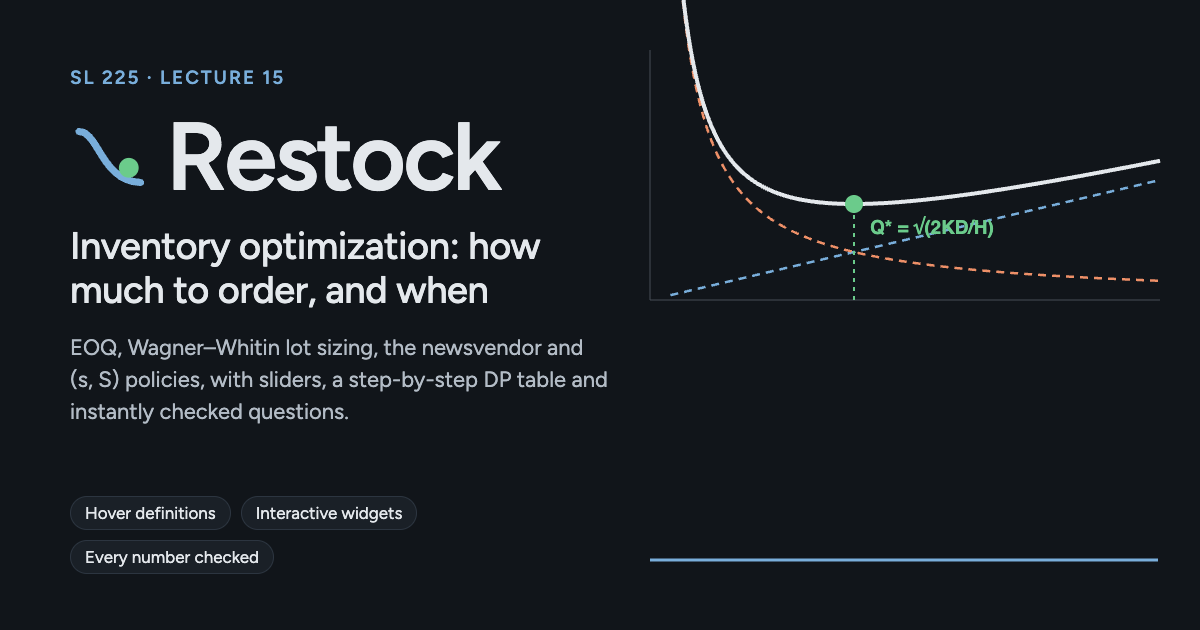 SL 225 · LECTURE 15
Restock
Inventory optimization: how
much to order, and when
EOQ, Wagner–Whitin lot sizing, the newsvendor and
(s, S) policies, with sliders, a step-by-step DP table and
instantly checked questions.
Hover definitions
Interactive widgets
Every number checked
Q* = √(2KD/H)